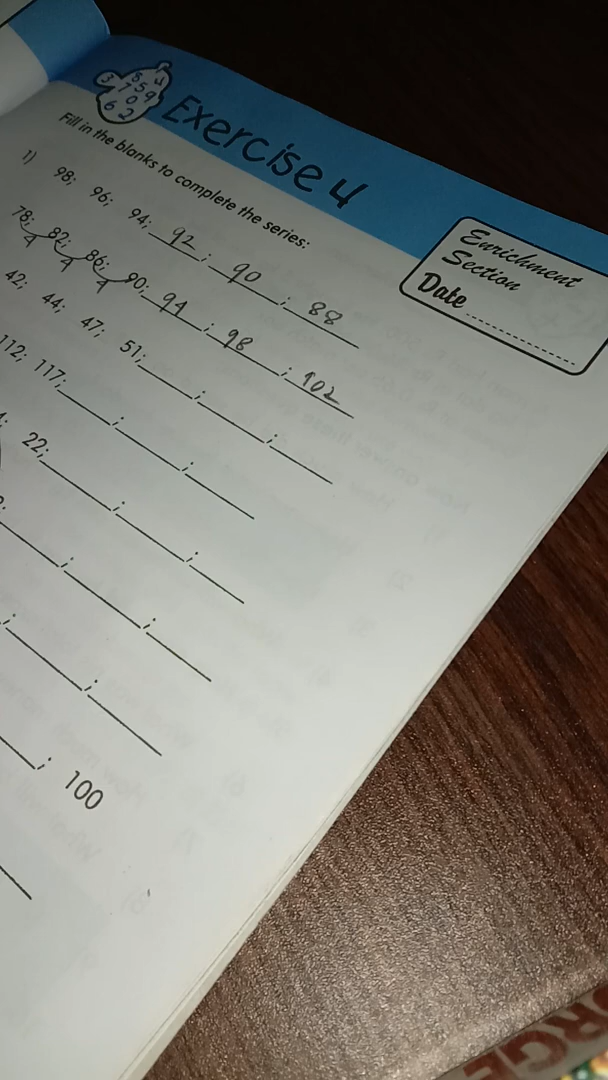 Exercise 4
Fill in the blanks to complete the series:
Enrichment
Section
Date
1) 98; 96; 94; 92; 90; 88
78; 82; 86; 90; 94; 98; 102
4 4 4
42; 44; 47; 51;
112; 117;
22;
100